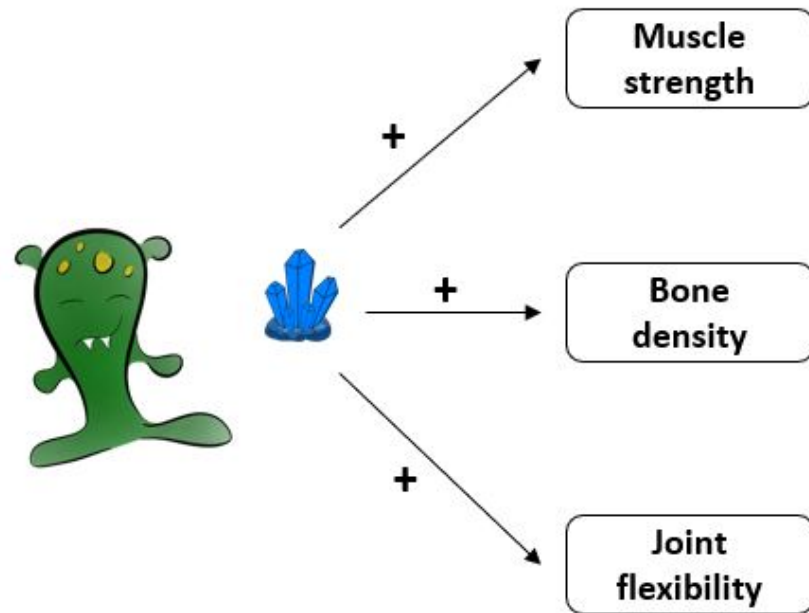 Muscle
strength
+
+
Bone
density
+
Joint
flexibility